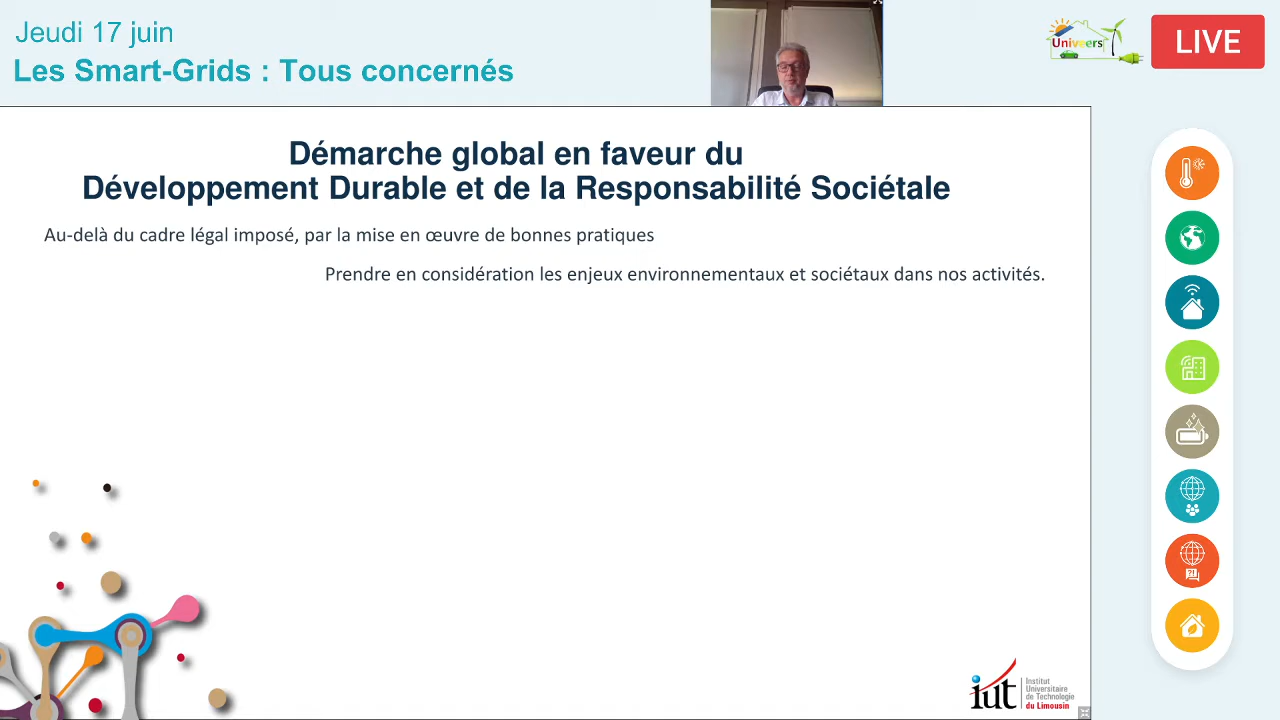 Jeudi 17 juin
Les Smart-Grids : Tous concernés
Univeers
LIVE
Démarche global en faveur du
Développement Durable et de la Responsabilité Sociétale
Au-delà du cadre légal imposé, par la mise en œuvre de bonnes pratiques
Prendre en considération les enjeux environnementaux et sociétaux dans nos activités.
?!
iut
Institut
Universitaire
de Technologie
du Limousin